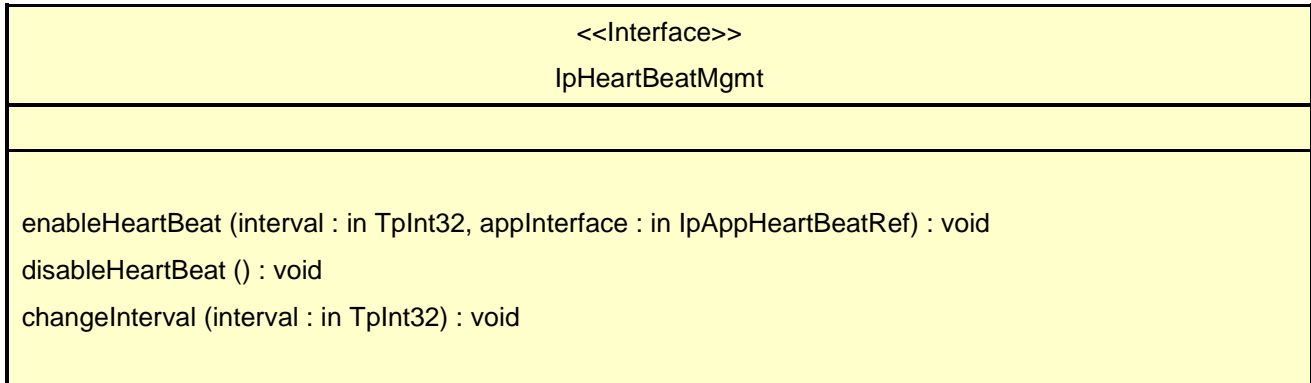 <<Interface>>
IpHeartBeatMgmt
enableHeartBeat (interval : in TpInt32, appInterface : in IpAppHeartBeatRef) : void
disableHeartBeat () : void
changeInterval (interval : in TpInt32) : void